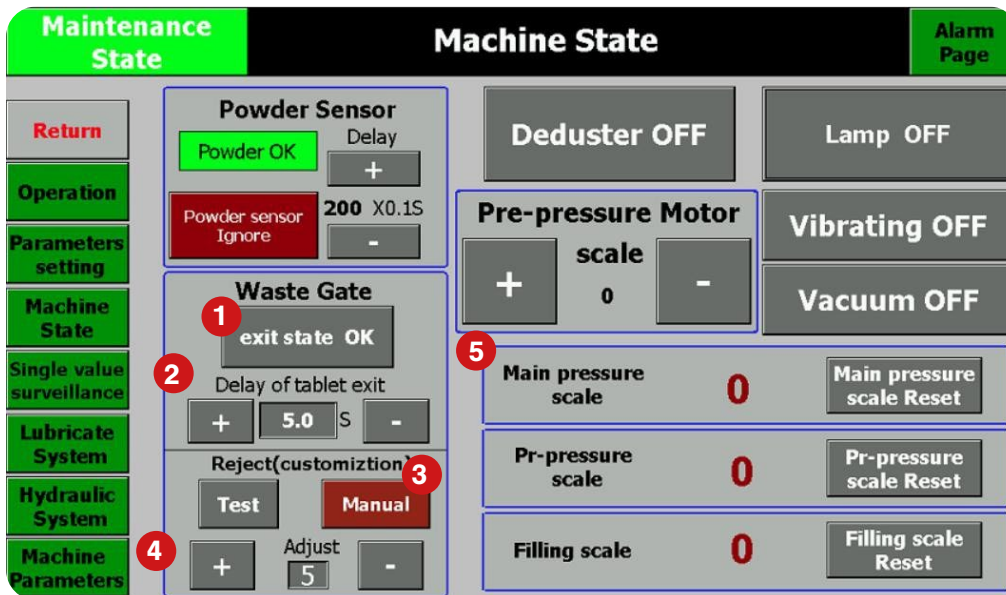 Maintenance
State
Machine State
Alarm
Page
Return
Operation
Parameters
setting
Machine
State
Single value
surveillance
Lubricate
System
Hydraulic
System
Machine
Parameters
Powder Sensor
Powder OK
Delay
+
Powder sensor
Ignore
200 X0.1S
-
Waste Gate
1
exit state OK
2
Delay of tablet exit
+ 5.0 S -
Reject(customiztion)
3
Test
Manual
4
+
Adjust
5
-
Deduster OFF
Lamp OFF
Pre-pressure Motor
scale
+ 0 -
Vibrating OFF
Vacuum OFF
5
Main pressure
scale
0
Main pressure
scale Reset
Pr-pressure
scale
0
Pr-pressure
scale Reset
Filling scale
0
Filling scale
Reset